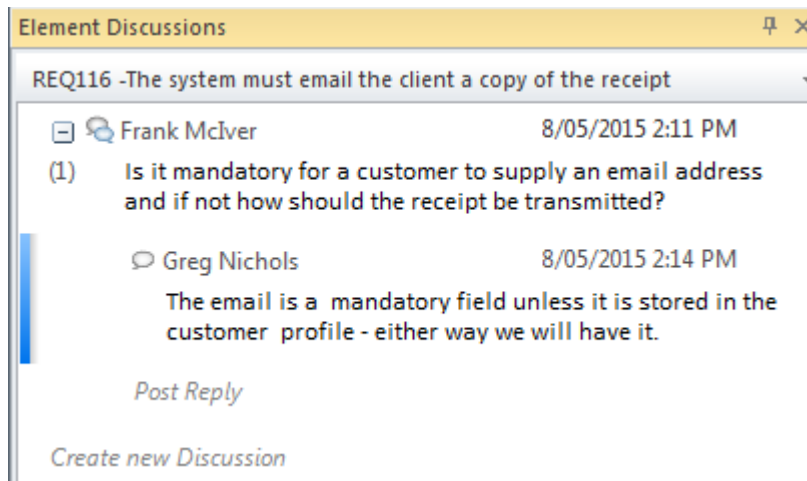 Element Discussions
REQ116 -The system must email the client a copy of the receipt
Frank McIver 8/05/2015 2:11 PM
(1) Is it mandatory for a customer to supply an email address
and if not how should the receipt be transmitted?
Greg Nichols 8/05/2015 2:14 PM
The email is a  mandatory field unless it is stored in the
customer  profile - either way we will have it.
Post Reply
Create new Discussion